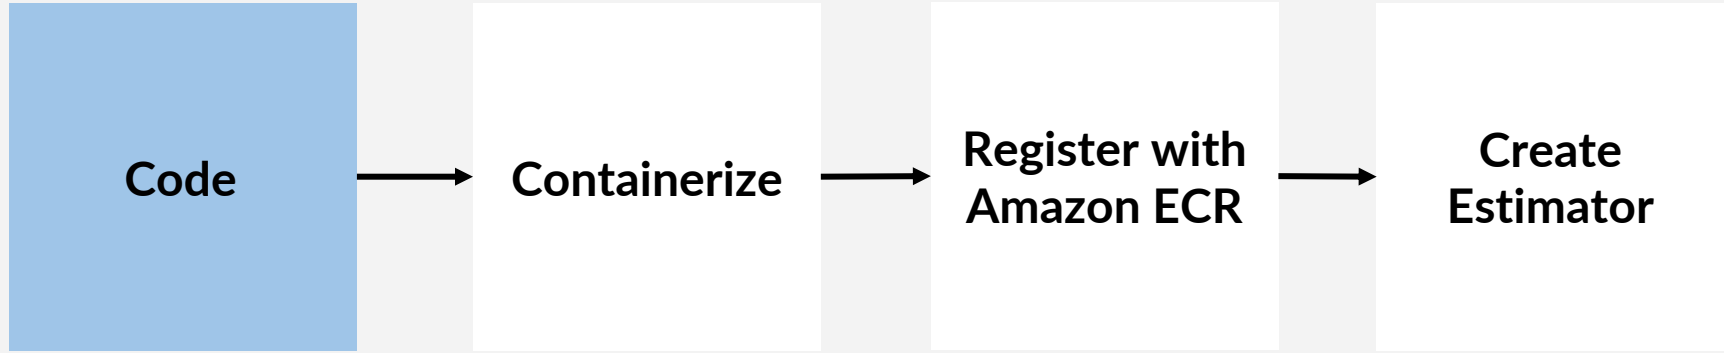 Code
Containerize
Register with
Amazon ECR
Create
Estimator